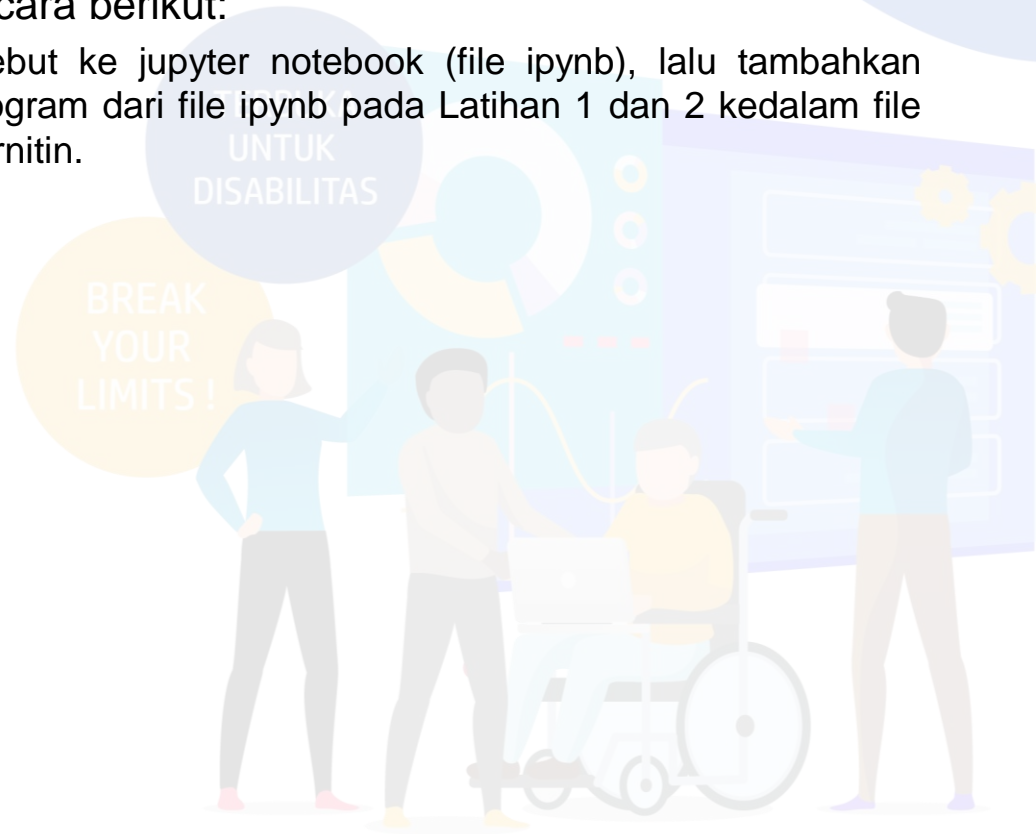 cara berikut:
ebut ke jupyter notebook (file ipynb), lalu tambahkan
ogram dari file ipynb pada Latihan 1 dan 2 kedalam file
rnitin.
TERBUKA
UNTUK
DISABILITAS
BREAK
YOUR
LIMITS !